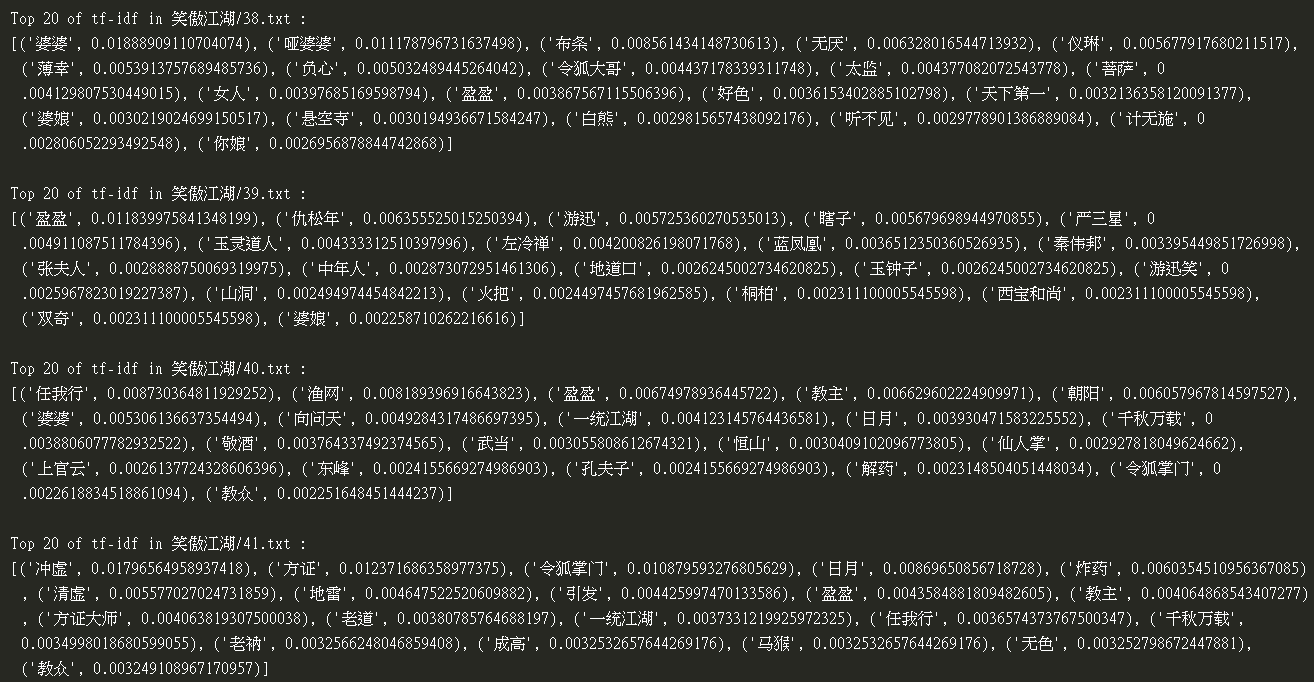 Top 20 of tf-idf in 笑傲江湖/38.txt :
[('婆婆', 0.01888909110704074), ('哑婆婆', 0.011178796731637498), ('布条', 0.008561434148730613), ('无厌', 0.006328016544713932), ('仪琳', 0.005677917680211517),
('薄幸', 0.0053913757689485736), ('负心', 0.005032489445264042), ('令狐大哥', 0.004437178339311748), ('太监', 0.004377082072543778), ('菩萨', 0
.004129807530449015), ('女人', 0.00397685169598794), ('盈盈', 0.003867567115506396), ('好色', 0.0036153402885102798), ('天下第一', 0.0032136358120091377),
('婆娘', 0.0030219024699150517), ('悬空寺', 0.0030194936671584247), ('白熊', 0.0029815657438092176), ('听不见', 0.0029778901386889084), ('计无施', 0
.002806052293492548), ('你娘', 0.0026956878844742868)]
Top 20 of tf-idf in 笑傲江湖/39.txt :
[('盈盈', 0.011839975841348199), ('仇松年', 0.006355525015250394), ('游迅', 0.005725360270535013), ('瞎子', 0.005679698944970855), ('严三星', 0
.004911087511784396), ('玉灵道人', 0.004333312510397996), ('左冷禅', 0.004200826198071768), ('蓝凤凰', 0.0036512350360526935), ('秦伟邦', 0.003395449851726998),
('张夫人', 0.0028888750069319975), ('中年人', 0.002873072951461306), ('地道口', 0.0026245002734620825), ('玉钟子', 0.0026245002734620825), ('游迅笑', 0
.0025967823019227387), ('山洞', 0.002494974454842213), ('火把', 0.0024497457681962585), ('桐柏', 0.002311100005545598), ('西宝和尚', 0.002311100005545598),
('双奇', 0.002311100005545598), ('婆娘', 0.002258710262216616)]
Top 20 of tf-idf in 笑傲江湖/40.txt :
[('任我行', 0.008730364811929252), ('渔网', 0.008189396916643823), ('盈盈', 0.00674978936445722), ('教主', 0.006629602224909971), ('朝阳', 0.006057967814597527),
('婆婆', 0.005306136637354494), ('向问天', 0.0049284317486697395), ('一统江湖', 0.004123145764436581), ('日月', 0.003930471583225552), ('千秋万载', 0
.0038806077782932522), ('敬酒', 0.003764337492374565), ('武当', 0.003055808612674321), ('恒山', 0.0030409102096773805), ('仙人掌', 0.002927818049624662),
('上官云', 0.0026137724328606396), ('东峰', 0.0024155669274986903), ('孔夫子', 0.0024155669274986903), ('解药', 0.0023148504051448034), ('令狐掌门', 0
.0022618834518861094), ('教众', 0.002251648451444237)]
Top 20 of tf-idf in 笑傲江湖/41.txt :
[('冲虚', 0.01796564958937418), ('方证', 0.012371686358977375), ('令狐掌门', 0.010879593276805629), ('日月', 0.00869650856718728), ('炸药', 0.0060354510956367085)
, ('清虚', 0.005577027024731859), ('地雷', 0.004647522520609882), ('引发', 0.004425997470133586), ('盈盈', 0.0043584881809482605), ('教主', 0.004064868543407277)
, ('方证大师', 0.004063819307500038), ('老道', 0.00380785764688197), ('一统江湖', 0.0037331219925972325), ('任我行', 0.0036574373767500347), ('千秋万载',
0.0034998018680599055), ('老衲', 0.0032566248046859408), ('成高', 0.0032532657644269176), ('马猴', 0.0032532657644269176), ('无色', 0.003252798672447881),
('教众', 0.003249108967170957)]